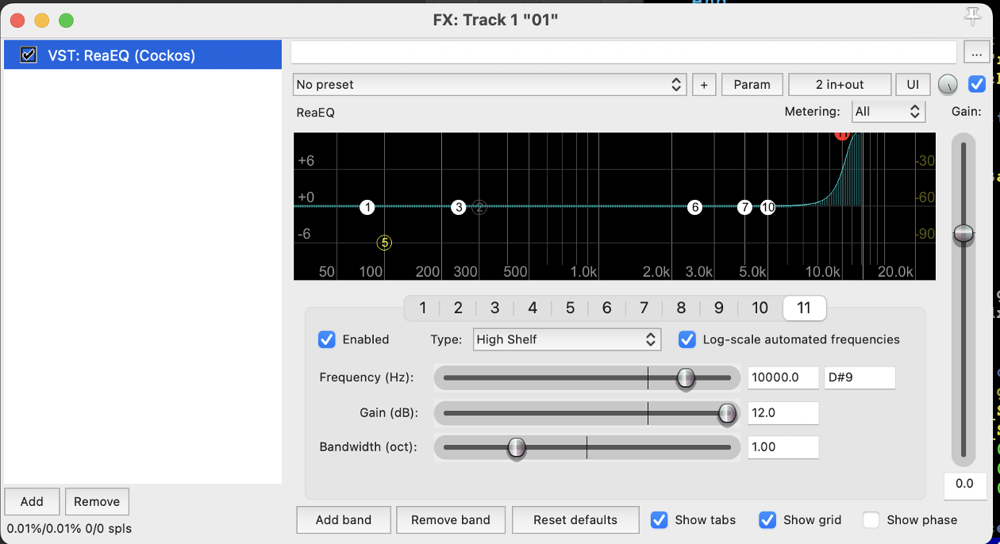 FX: Track 1 "01"
VST: ReaEQ (Cockos)
...
No preset
+
Param
2 in+out
UI
ReaEQ
Metering:
All
Gain:
+6
-30
+0
-60
1
3
2
6
7
10
11
-6
5
-90
50
100
200
300
500
1.0k
2.0k
3.0k
5.0k
10.0k
20.0k
1 2 3 4 5 6 7 8 9 10 11
Enabled
Type:
High Shelf
Log-scale automated frequencies
Frequency (Hz):
10000.0
D#9
Gain (dB):
12.0
Bandwidth (oct):
1.00
0.0
Add
Remove
0.01%/0.01% 0/0 spls
Add band
Remove band
Reset defaults
Show tabs
Show grid
Show phase